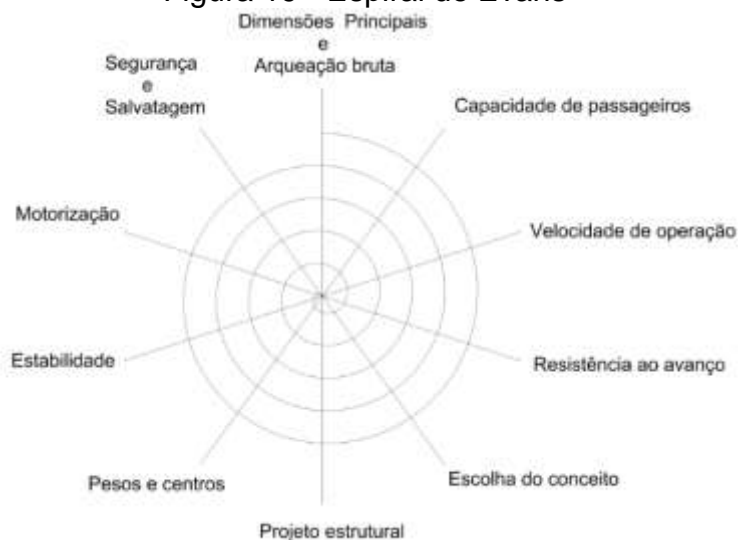 Dimensões Principais
e
Arqueação bruta
Capacidade de passageiros
Velocidade de operação
Resistência ao avanço
Escolha do conceito
Projeto estrutural
Pesos e centros
Estabilidade
Motorização
Segurança
e
Salvatagem